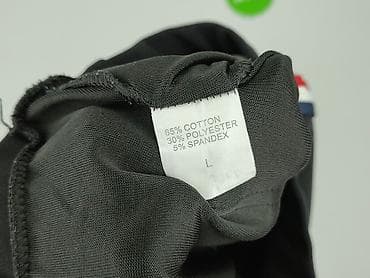 65% COTTON
30% POLYESTER
5% SPANDEX
L